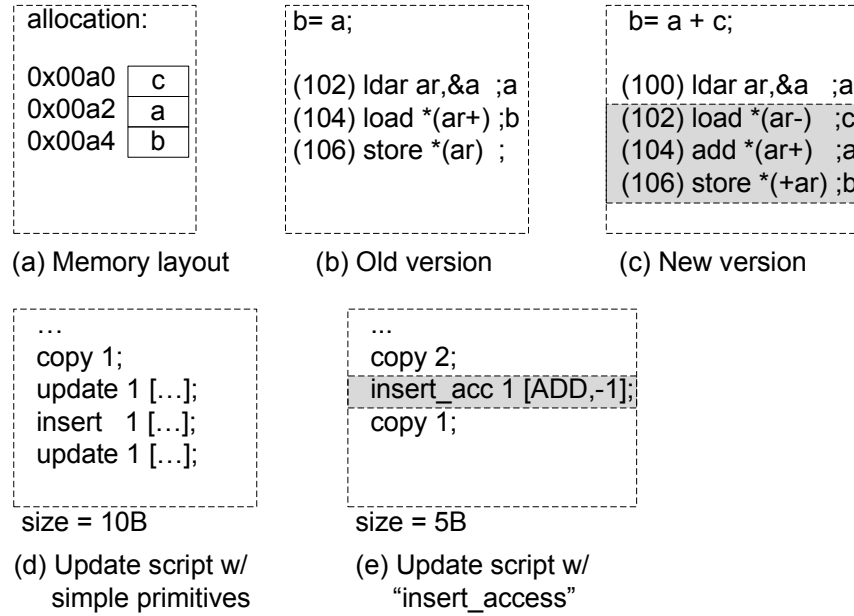 allocation:
0x00a0 c
0x00a2 a
0x00a4 b
(a) Memory layout
b= a;
(102) ldar ar,&a ;a
(104) load *(ar+) ;b
(106) store *(ar) ;
(b) Old version
b= a + c;
(100) ldar ar,&a ;a
(102) load *(ar-) ;c
(104) add *(ar+) ;a
(106) store *(+ar) ;b
(c) New version
…
copy 1;
update 1 […];
insert 1 […];
update 1 […];
size = 10B
(d) Update script w/
simple primitives
...
copy 2;
insert_acc 1 [ADD,-1];
copy 1;
size = 5B
(e) Update script w/
“insert_access”